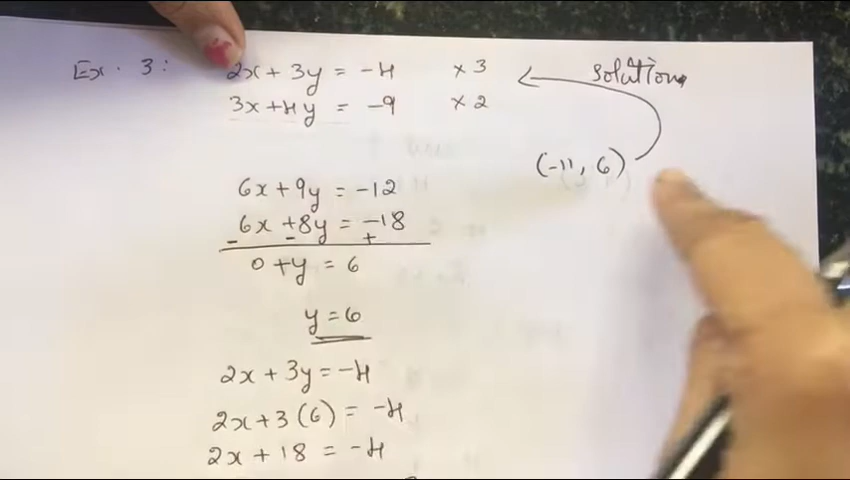 Ex. 3: 2x + 3y = -4 × 3
3x + 4y = -9 × 2
solution
(-11, 6)
6x + 9y = -12
6x + 8y = -18
- - +
0 + y = 6
y = 6
2x + 3y = -4
2x + 3 (6) = -4
2x + 18 = -4